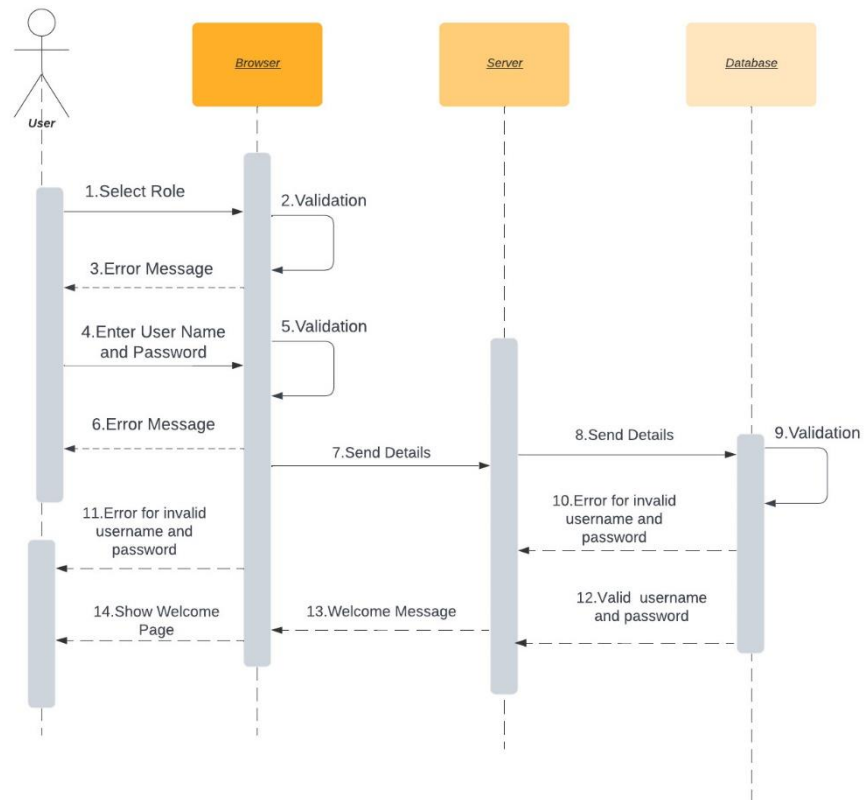 User
Browser
Server
Database
1.Select Role
2.Validation
3.Error Message
4.Enter User Name
and Password
5.Validation
6.Error Message
7.Send Details
8.Send Details
9.Validation
10.Error for invalid
username and
password
11.Error for invalid
username and
password
12.Valid username
and password
13.Welcome Message
14.Show Welcome
Page